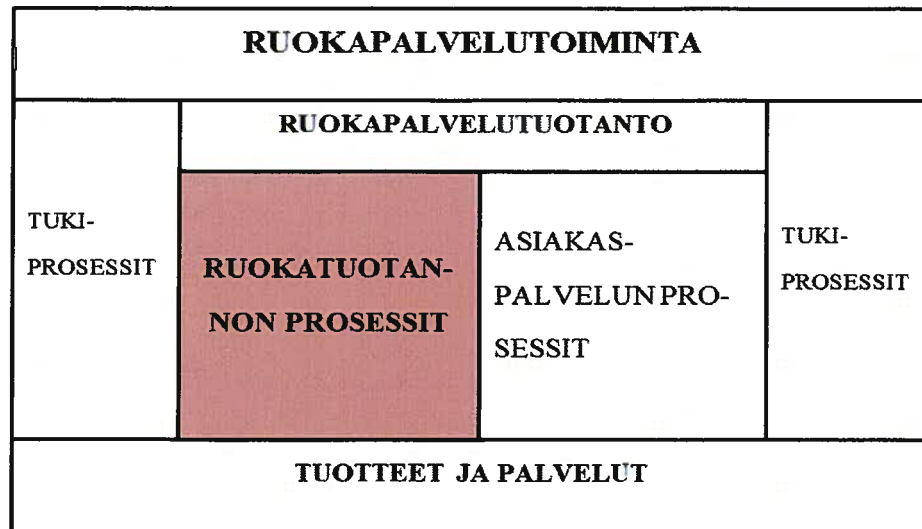 RUOKAPALVELUTOIMINTA
RUOKAPALVELUTUOTANTO
TUKI-
PROSESSIT
RUOKATUOTAN-
NON PROSESSIT
ASIAKAS-
PALVELUN PRO-
SESSIT
TUKI-
PROSESSIT
TUOTTEET JA PALVELUT